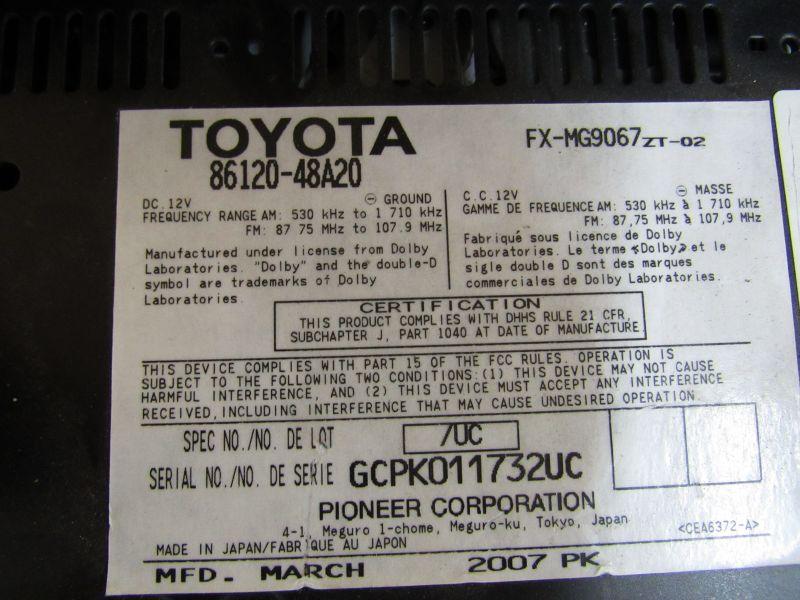 TOYOTA
86120-48A20
FX-MG9067ZT-02
DC.12V ⊖ GROUND
FREQUENCY RANGE AM: 530 kHz to 1 710 kHz
FM: 87 75 MHz to 107.9 MHz
Manufactured under license from Dolby
Laboratories. "Dolby" and the double-D
symbol are trademarks of Dolby
Laboratories.
C.C.12V ⊖ MASSE
GAMME DE FREQUENCE AM: 530 kHz à 1 710 kHz
FM: 87,75 MHz à 107,9 MHz
Fabriqué sous licence de Dolby
Laboratories. Le terme «Dolby» et le
sigle double D sont des marques
commerciales de Dolby Laboratories.
CERTIFICATION
THIS PRODUCT COMPLIES WITH DHHS RULE 21 CFR,
SUBCHAPTER J, PART 1040 AT DATE OF MANUFACTURE
THIS DEVICE COMPLIES WITH PART 15 OF THE FCC RULES. OPERATION IS
SUBJECT TO THE FOLLOWING TWO CONDITIONS:(1) THIS DEVICE MAY NOT CAUSE
HARMFUL INTERFERENCE, AND (2) THIS DEVICE MUST ACCEPT ANY INTERFERENCE
RECEIVED, INCLUDING INTERFERENCE THAT MAY CAUSE UNDESIRED OPERATION.
SPEC NO./NO. DE LOT /UC
SERIAL NO./NO. DE SERIE GCPK011732UC
PIONEER CORPORATION
4-1, Meguro 1-chome, Meguro-ku, Tokyo, Japan
<CEA6372-A>
MADE IN JAPAN/FABRIQUE AU JAPON
MFD. MARCH 2007 PK